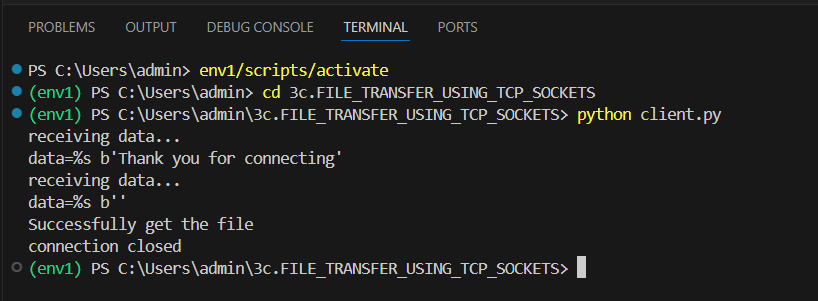 PROBLEMS OUTPUT DEBUG CONSOLE TERMINAL PORTS
PS C:\Users\admin> env1/scripts/activate
(env1) PS C:\Users\admin> cd 3c.FILE_TRANSFER_USING_TCP_SOCKETS
(env1) PS C:\Users\admin\3c.FILE_TRANSFER_USING_TCP_SOCKETS> python client.py
receiving data...
data=%s b'Thank you for connecting'
receiving data...
data=%s b''
Successfully get the file
connection closed
(env1) PS C:\Users\admin\3c.FILE_TRANSFER_USING_TCP_SOCKETS>